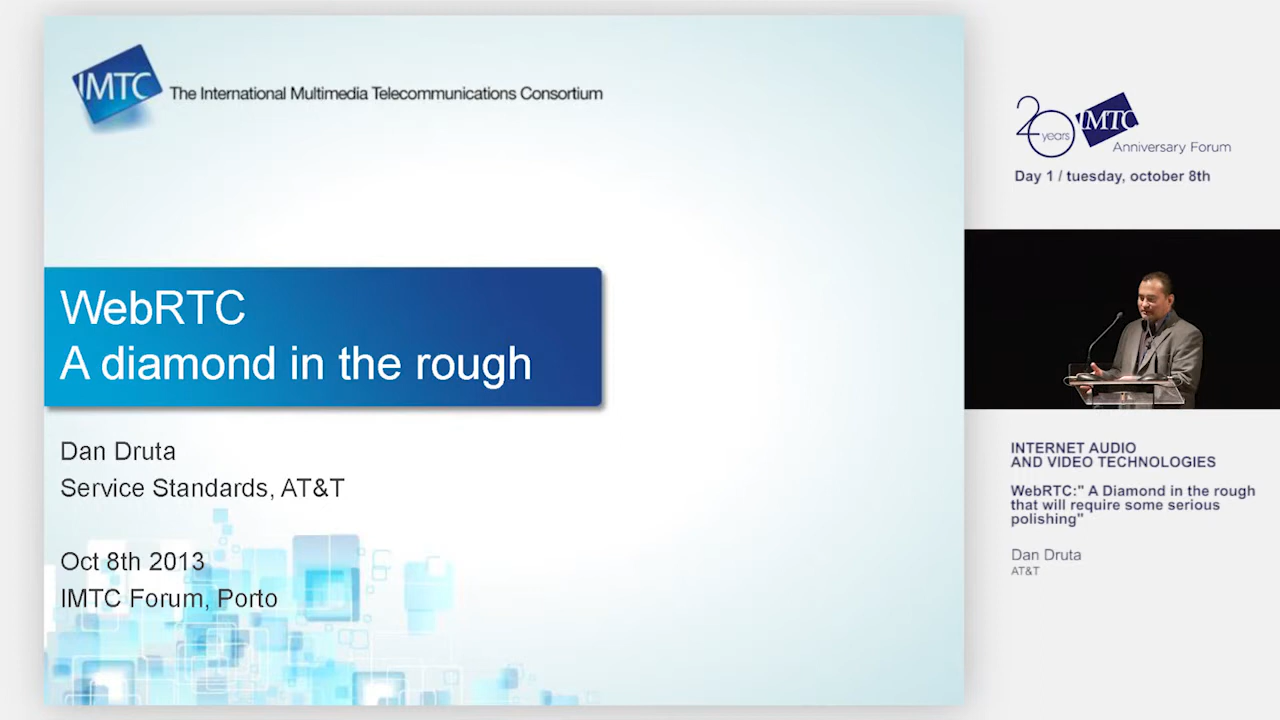 IMTC
The International Multimedia Telecommunications Consortium
WebRTC
A diamond in the rough
Dan Druta
Service Standards, AT&T
Oct 8th 2013
IMTC Forum, Porto
20 years IMTC
Anniversary Forum
Day 1 / tuesday, october 8th
INTERNET AUDIO
AND VIDEO TECHNOLOGIES
WebRTC:" A Diamond in the rough
that will require some serious
polishing"
Dan Druta
AT&T